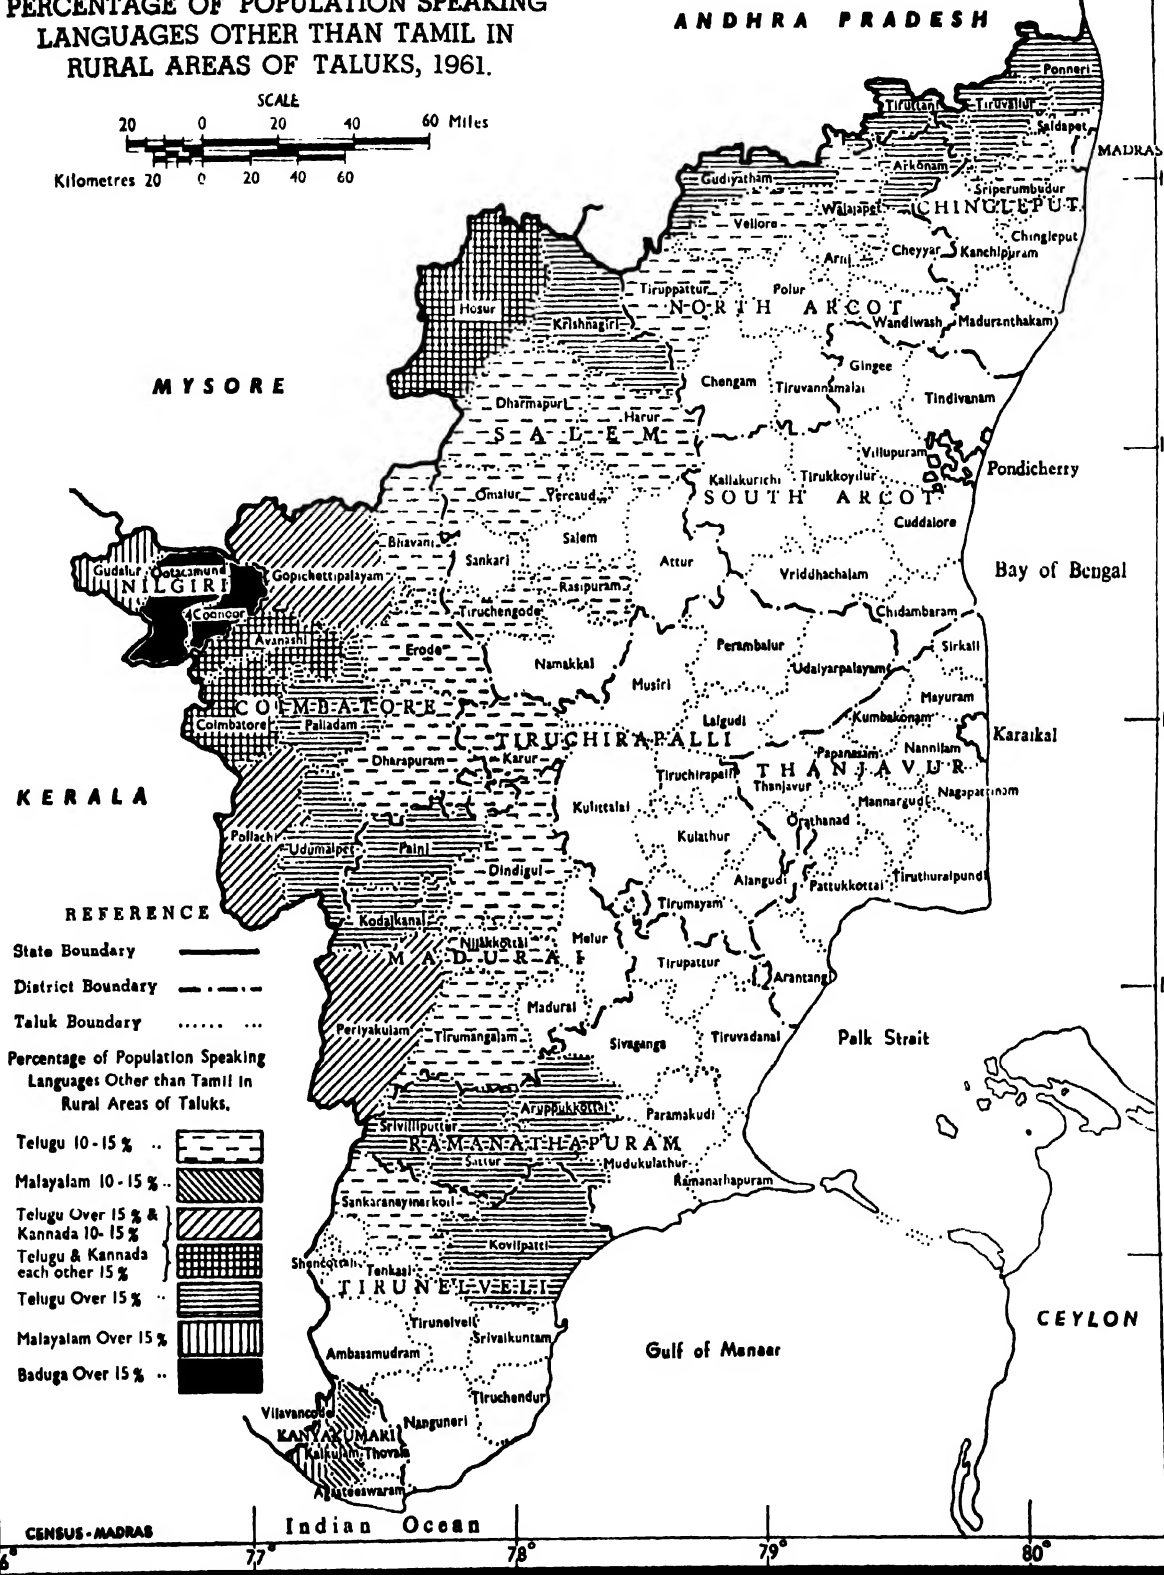 PERCENTAGE OF POPULATION SPEAKING
LANGUAGES OTHER THAN TAMIL IN
RURAL AREAS OF TALUKS, 1961.
SCALE
20 0 20 40 60 Miles
Kilometres 20 0 20 40 60
ANDHRA PRADESH
Ponneri
Tiruttani
Tiruvallur
Saidapet
MADRAS
Arkonam
Gudiyatham
Sriperumbudur
CHINGLEPUT
Walajapet
Vellore
Chingleput
Cheyyar
Kanchipuram
Arni
Tiruppattur
Polur
NORTH ARCOT
Hosur
Krishnagiri
Wandiwash
Maduranthakam
Gingee
MYSORE
Chengam
Tiruvannamalai
Tindivanam
Dharmapuri
Harur
SALEM
Villupuram
Pondicherry
Kallakurichi
Tirukkoyilur
SOUTH ARCOT
Omalur
Yercaud
Cuddalore
Bhavani
Salem
Sankari
Attur
Vriddhachalam
Bay of Bengal
Gudalur
Ootacamund
NILGIRI
Gopichettipalayam
Rasipuram
Coonoor
Tiruchengode
Chidambaram
Avanashi
Erode
Perambalur
Sirkali
Namakkal
Udaiyarpalayam
Musiri
Mayuram
COIMBATORE
Coimbatore
Palladam
Lalgudi
Kumbakonam
Karaikal
TIRUCHIRAPALLI
Papanasam
Nannilam
Dharapuram
Karur
Tiruchirapalli
THANJAVUR
Thanjavur
KERALA
Kulittalai
Mannargudi
Nagapattinam
Orathanad
Pollachi
Udumalpet
Palni
Kulathur
Dindigul
Alangudi
Pattukkottai
Tiruthuraipundi
Tirumayam
Kodaikanal
REFERENCE
Nilakkottai
Melur
MADURAI
Tirupattur
Arantangi
State Boundary
District Boundary
Taluk Boundary
Periyakulam
Tirumangalam
Madurai
Sivaganga
Tiruvadanai
Palk Strait
Percentage of Population Speaking
Languages Other than Tamil in
Rural Areas of Taluks.
Aruppukkottai
Paramakudi
Srivilliputtur
RAMANATHAPURAM
Sattur
Mudukulathur
Ramanathapuram
Telugu 10-15 % ..
Malayalam 10-15 % ..
Telugu Over 15 % &
Kannada 10-15 %
Telugu & Kannada
each other 15 %
Telugu Over 15 % ..
Malayalam Over 15 %
Baduga Over 15 % ..
Sankaranaynarkoil
Kovilpatti
Shencottah
Tenkasi
TIRUNELVELI
Tirunelveli
Srivaikuntam
Ambasamudram
CEYLON
Gulf of Manaar
Tiruchendur
Vilavancode
Nanguneri
KANYAKUMARI
Kalkulam
Thovala
Agasteeswaram
CENSUS-MADRAS
Indian Ocean
6° 77° 78° 79° 80°